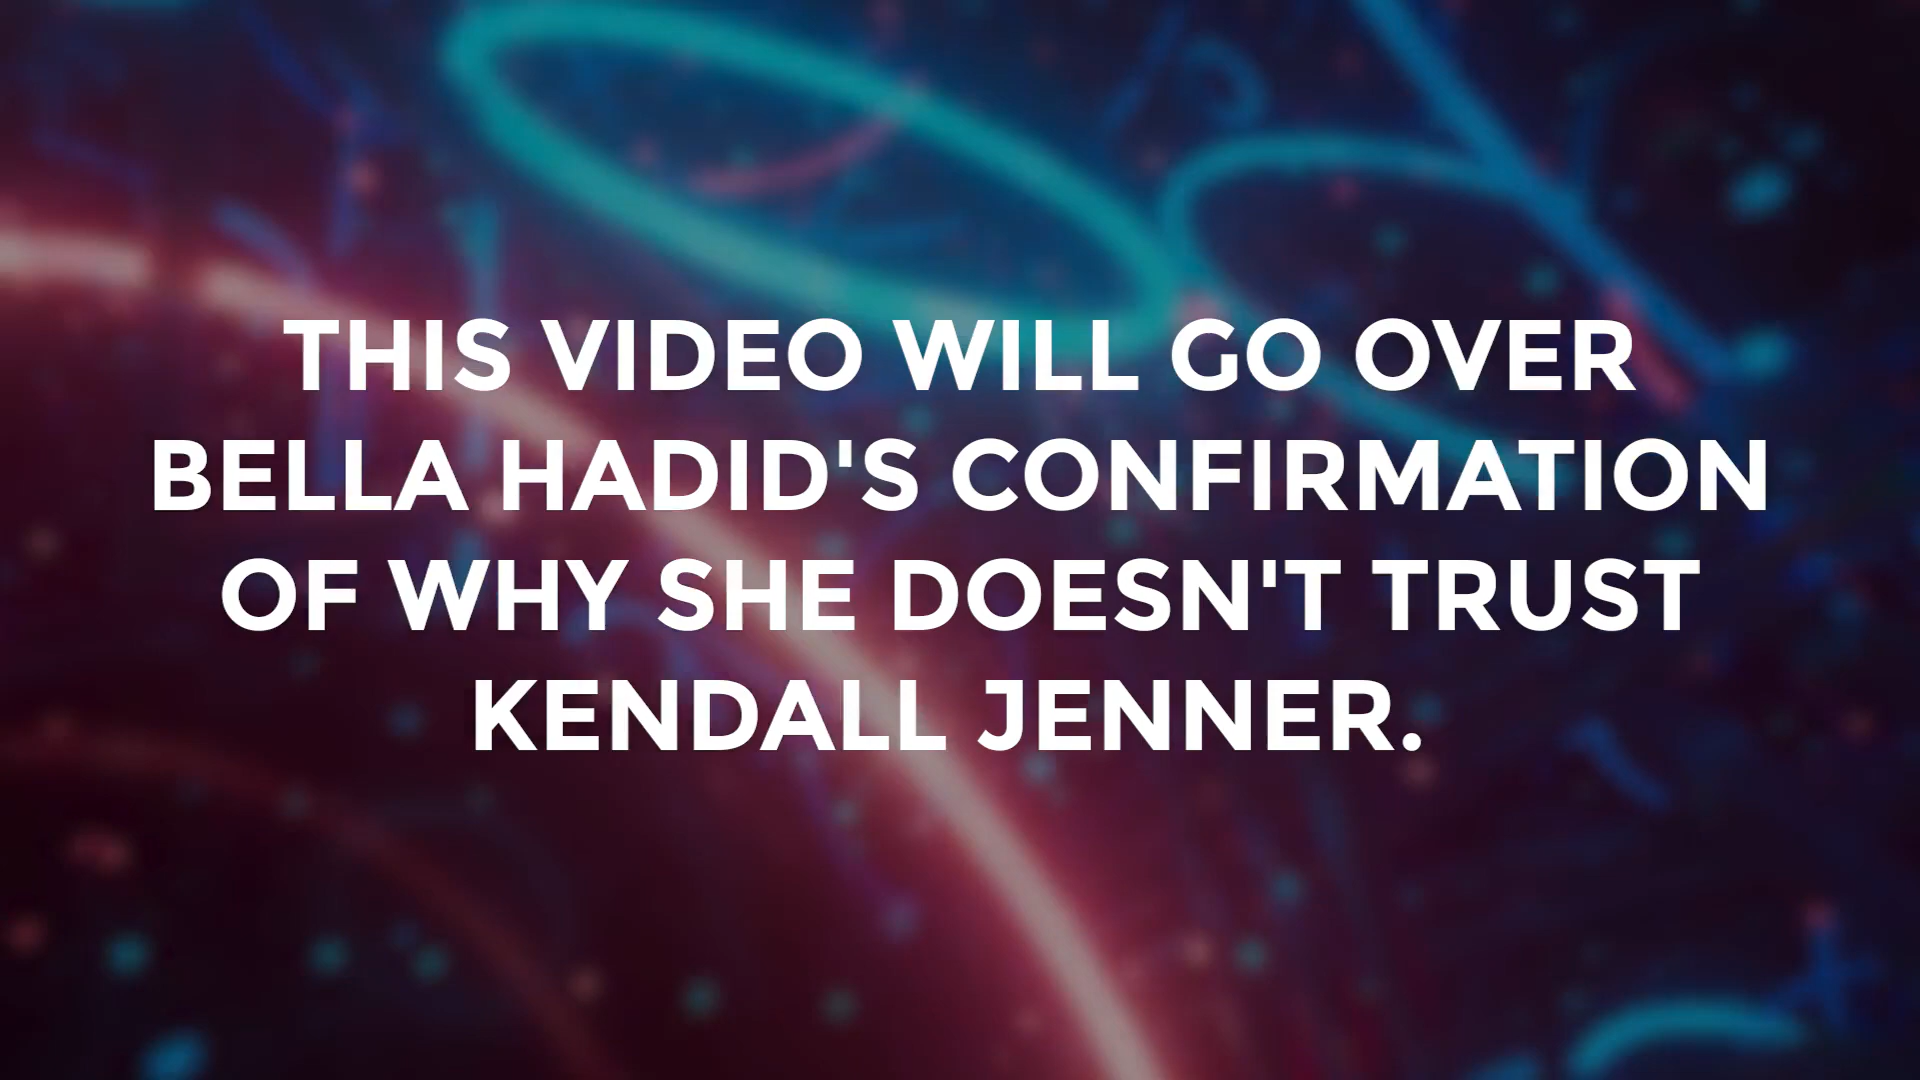 THIS VIDEO WILL GO OVER
BELLA HADID'S CONFIRMATION
OF WHY SHE DOESN'T TRUST
KENDALL JENNER.